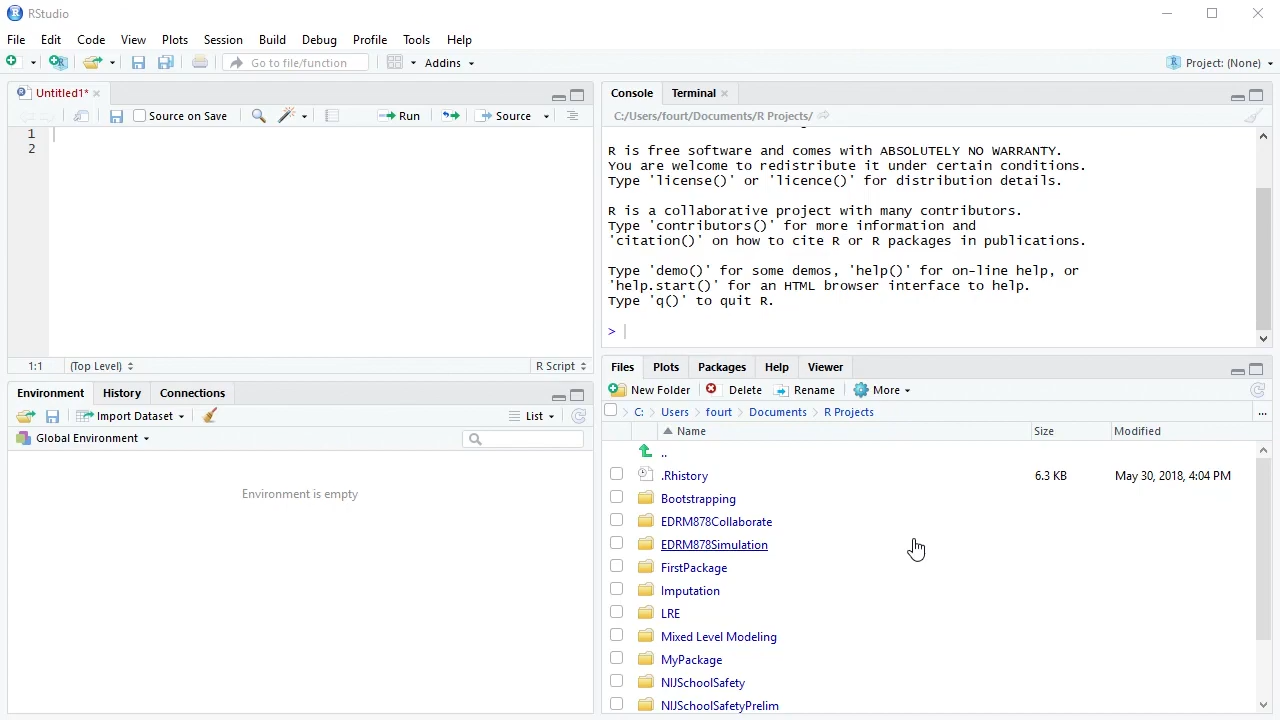 RStudio
File Edit Code View Plots Session Build Debug Profile Tools Help
Go to file/function Addins Project: (None)
Untitled1*
Source on Save Run Source
1
2
1:1 (Top Level) R Script
Environment History Connections
Import Dataset List
Global Environment
Environment is empty
Console Terminal
C:/Users/fourt/Documents/R Projects/
R is free software and comes with ABSOLUTELY NO WARRANTY.
You are welcome to redistribute it under certain conditions.
Type 'license()' or 'licence()' for distribution details.
R is a collaborative project with many contributors.
Type 'contributors()' for more information and
'citation()' on how to cite R or R packages in publications.
Type 'demo()' for some demos, 'help()' for on-line help, or
'help.start()' for an HTML browser interface to help.
Type 'q()' to quit R.
>
Files Plots Packages Help Viewer
New Folder Delete Rename More
C: Users fourt Documents R Projects ...
Name Size Modified
..
.Rhistory 6.3 KB May 30, 2018, 4:04 PM
Bootstrapping
EDRM878Collaborate
EDRM878Simulation
FirstPackage
Imputation
LRE
Mixed Level Modeling
MyPackage
NIJSchoolSafety
NIJSchoolSafetyPrelim